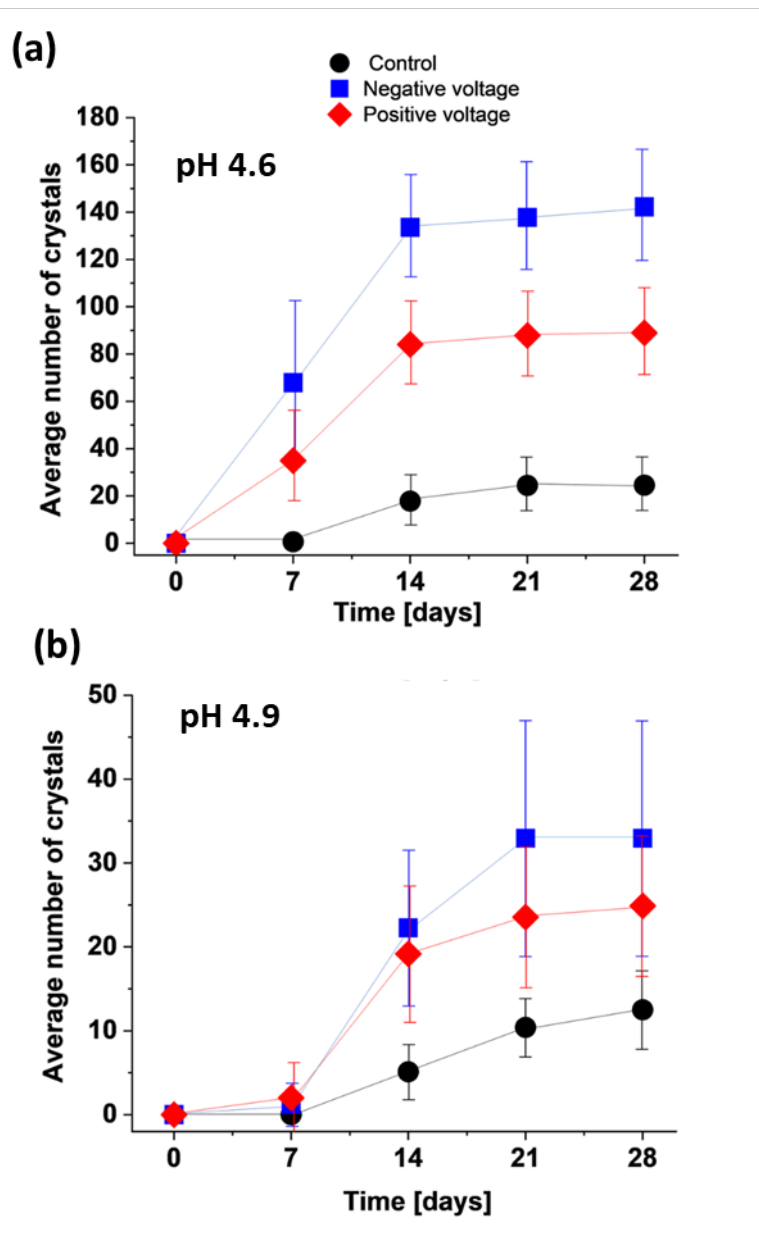 (a)
Control
Negative voltage
Positive voltage
pH 4.6
Average number of crystals
180
160
140
120
100
80
60
40
20
0
0 7 14 21 28
Time [days]
(b)
pH 4.9
Average number of crystals
50
40
30
20
10
0
0 7 14 21 28
Time [days]